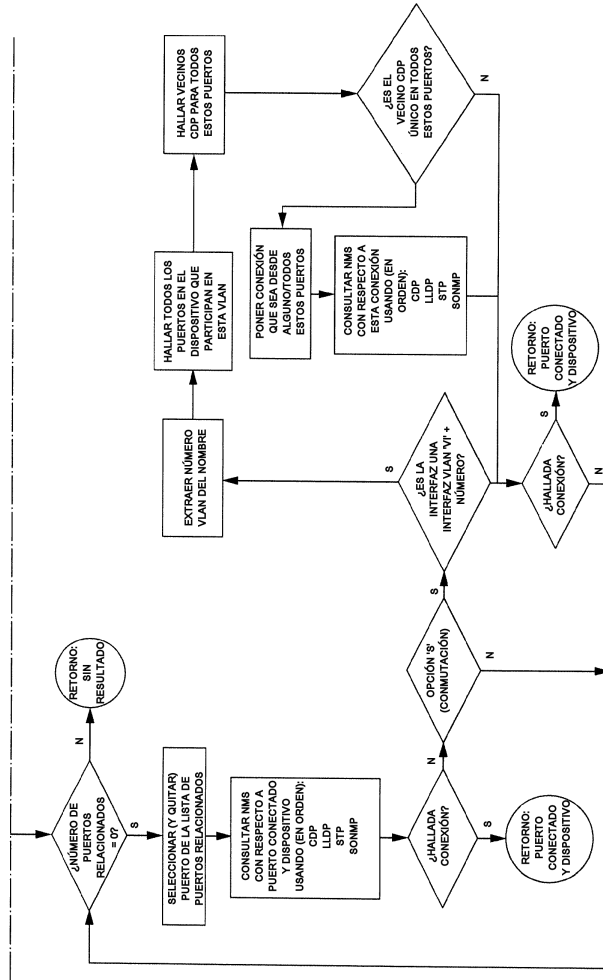 ¿NÚMERO DE
PUERTOS
RELACIONADOS
= 0?
N
RETORNO:
SIN
RESULTADO
S
SELECCIONAR (Y QUITAR)
PUERTO DE LA LISTA DE
PUERTOS RELACIONADOS
CONSULTAR NMS
CON RESPECTO A
PUERTO CONECTADO
Y DISPOSITIVO
USANDO (EN ORDEN):
CDP
LLDP
STP
SONMP
¿HALLADA
CONEXIÓN?
S
RETORNO:
PUERTO
CONECTADO
Y DISPOSITIVO
N
OPCIÓN 'S'
(CONMUTACIÓN)
N
S
¿ES LA
INTERFAZ UNA
INTERFAZ VLAN 'VI' +
NÚMERO?
S
EXTRAER NÚMERO
VLAN DEL NOMBRE
HALLAR TODOS LOS
PUERTOS EN EL
DISPOSITIVO QUE
PARTICIPAN EN
ESTA VLAN
HALLAR VECINOS
CDP PARA TODOS
ESTOS PUERTOS
¿ES EL
VECINO CDP
ÚNICO EN TODOS
ESTOS PUERTOS?
N
PONER CONEXIÓN
QUE SEA DESDE
ALGUNO/TODOS
ESTOS PUERTOS
CONSULTAR NMS
CON RESPECTO A
ESTA CONEXIÓN
USANDO (EN
ORDEN):
CDP
LLDP
STP
SONMP
¿HALLADA
CONEXIÓN?
S
RETORNO:
PUERTO
CONECTADO
Y DISPOSITIVO
N